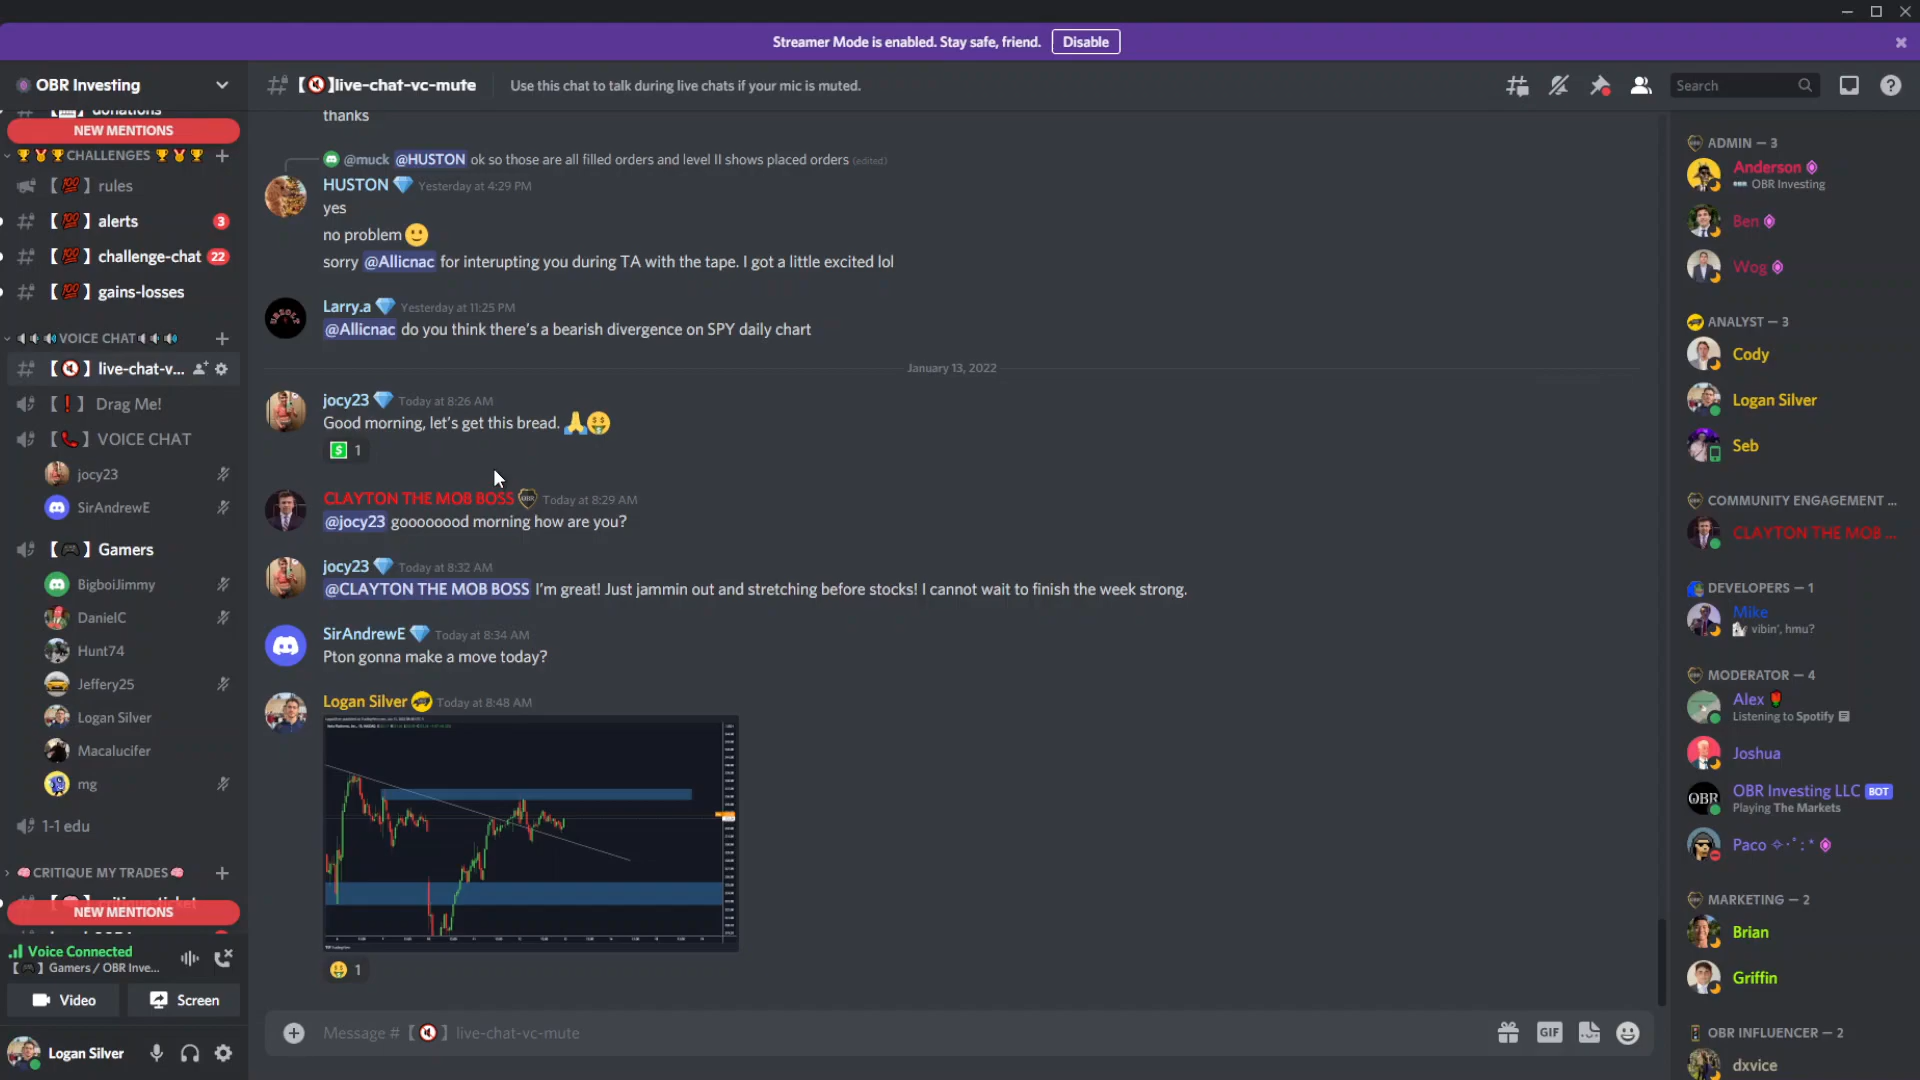 Streamer Mode is enabled. Stay safe, friend. Disable
OBR Investing
donations
NEW MENTIONS
CHALLENGES
rules
alerts 3
challenge-chat 22
gains-losses
VOICE CHAT
live-chat-v...
Drag Me!
VOICE CHAT
jocy23
SirAndrewE
Gamers
BigboiJimmy
DanielC
Hunt74
Jeffery25
Logan Silver
Macalucifer
mg
1-1 edu
CRITIQUE MY TRADES
NEW MENTIONS
Voice Connected
Gamers / OBR Inve...
Video Screen
Logan Silver
【 】live-chat-vc-mute Use this chat to talk during live chats if your mic is muted.
Search
thanks
@muck @HUSTON ok so those are all filled orders and level II shows placed orders (edited)
HUSTON Yesterday at 4:29 PM
yes
no problem
sorry @Allicnac for interupting you during TA with the tape. I got a little excited lol
Larry.a Yesterday at 11:25 PM
@Allicnac do you think there's a bearish divergence on SPY daily chart
January 13, 2022
jocy23 Today at 8:26 AM
Good morning, let's get this bread.
1
CLAYTON THE MOB BOSS Today at 8:29 AM
@jocy23 goooooood morning how are you?
jocy23 Today at 8:32 AM
@CLAYTON THE MOB BOSS I'm great! Just jammin out and stretching before stocks! I cannot wait to finish the week strong.
SirAndrewE Today at 8:34 AM
Pton gonna make a move today?
Logan Silver Today at 8:48 AM
1
Message # 【 】 live-chat-vc-mute
GIF
ADMIN — 3
Anderson
OBR Investing
Ben
Wog
ANALYST — 3
Cody
Logan Silver
Seb
COMMUNITY ENGAGEMENT ...
CLAYTON THE MOB ...
DEVELOPERS — 1
Mike
vibin', hmu?
MODERATOR — 4
Alex
Listening to Spotify
Joshua
OBR Investing LLC BOT
Playing The Markets
Paco
MARKETING — 2
Brian
Griffin
OBR INFLUENCER — 2
dxvice